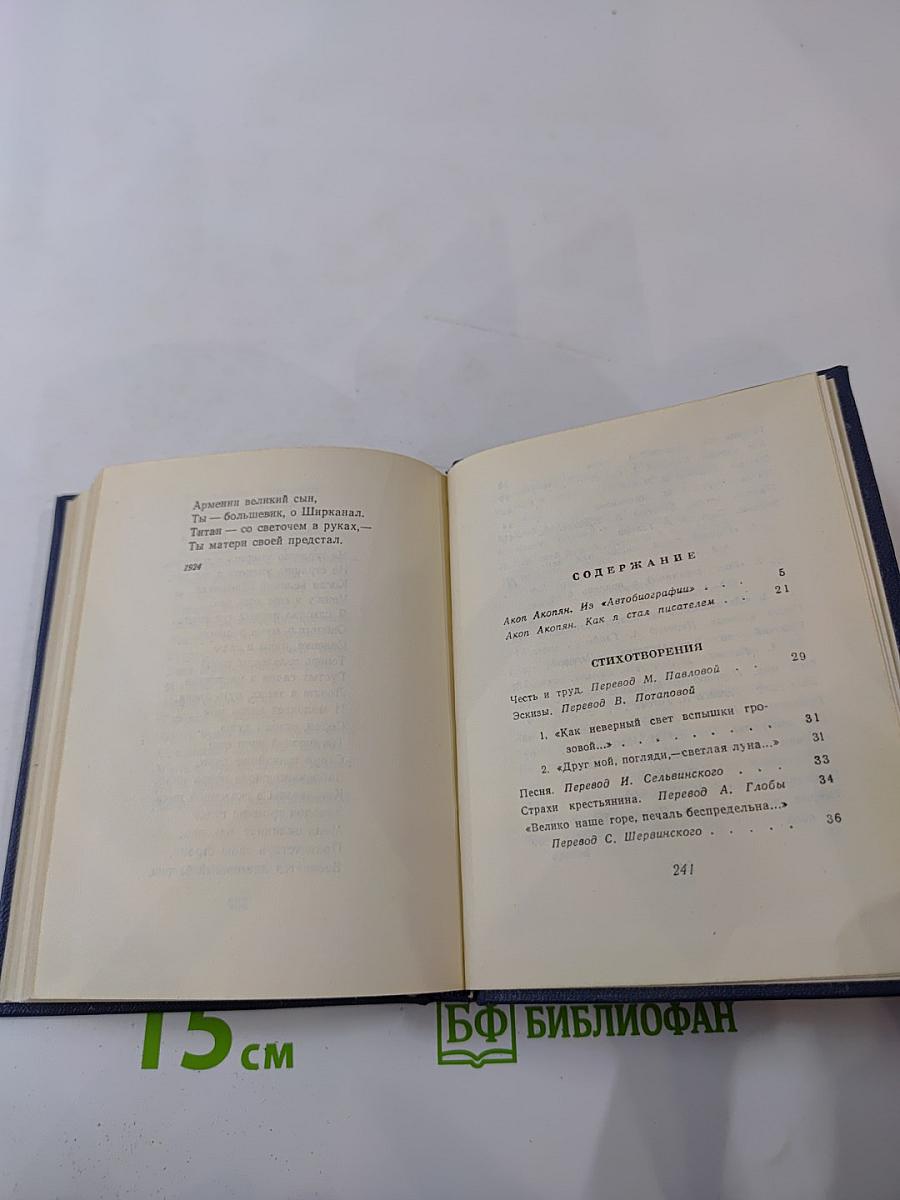 Армении великий сын,
Ты — большевик, о Ширканал.
Титан — со светочем в руках,—
Ты матери своей предстал.
1924
СОДЕРЖАНИЕ
Акоп Акопян. Из «Автобиографии» . . . 5
Акоп Акопян. Как я стал писателем . . 21
СТИХОТВОРЕНИЯ
Честь и труд. Перевод М. Павловой . . 29
Эскизы. Перевод В. Потаповой
1. «Как неверный свет вспышки гро-
зовой...» . . . . . . . . . 31
2. «Друг мой, погляди,—светлая луна...» 31
Песня. Перевод И. Сельвинского . . . 33
Страхи крестьянина. Перевод А. Глобы 34
«Велико наше горе, печаль беспредельна...»
Перевод С. Шервинского . . . . . 36
241
15 см
БФ БИБЛИОФАН